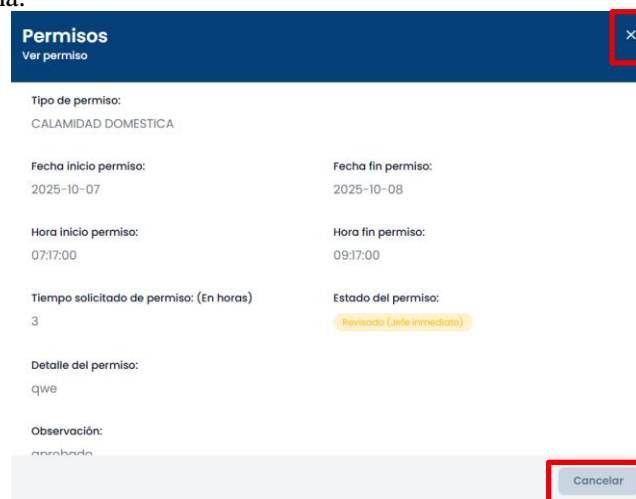 Permisos
Ver permiso
Tipo de permiso:
CALAMIDAD DOMESTICA
Fecha inicio permiso: Fecha fin permiso:
2025-10-07 2025-10-08
Hora inicio permiso: Hora fin permiso:
07:17:00 09:17:00
Tiempo solicitado de permiso: (En horas) Estado del permiso:
3 Revisado (Jefe inmediato)
Detalle del permiso:
qwe
Observación:
aprobado
Cancelar